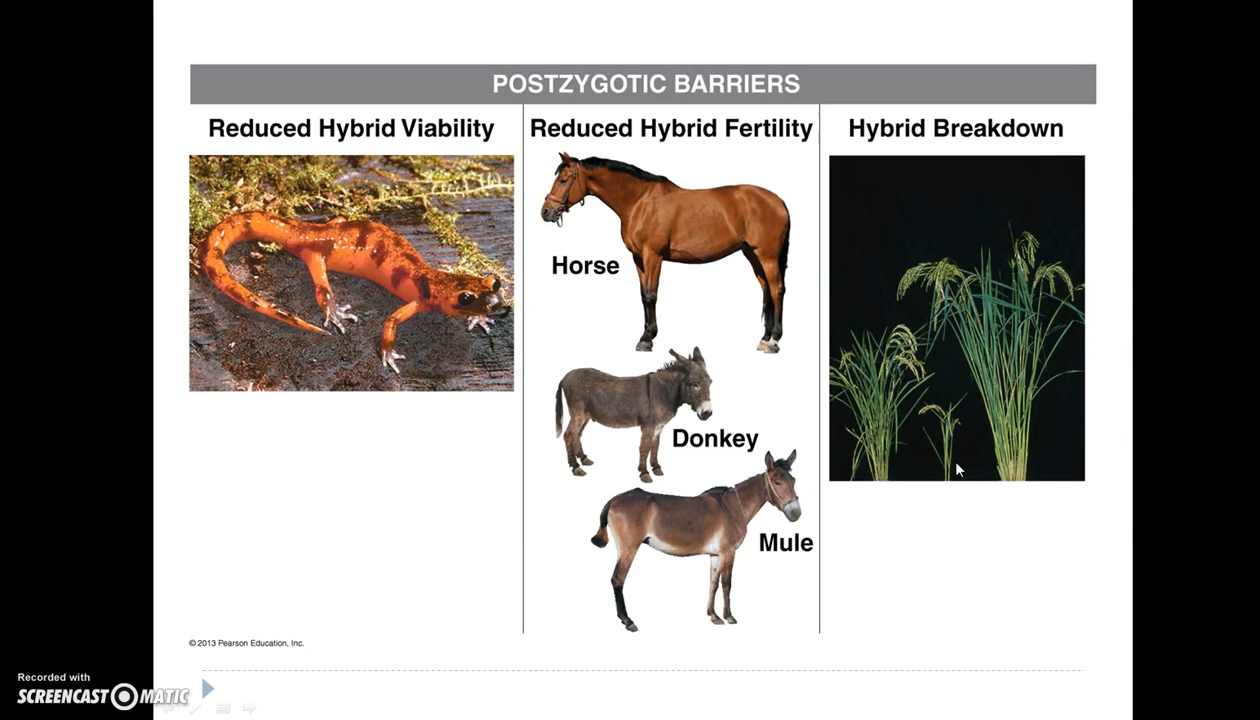 POSTZYGOTIC BARRIERS
Reduced Hybrid Viability
Reduced Hybrid Fertility
Hybrid Breakdown
Horse
Donkey
Mule
© 2013 Pearson Education, Inc.
Recorded with
SCREENCAST MATIC